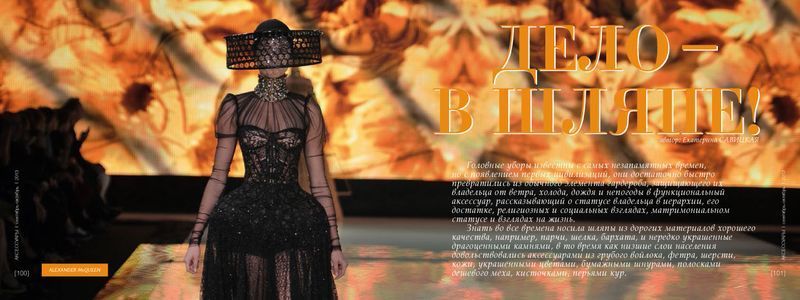 ДЕЛО –
В ШЛЯПЕ!
автор: Екатерина САВИЦКАЯ
Головные уборы известны с самых незапамятных времен,
но с появлением первых цивилизаций, они достаточно быстро
превратились из обычного элемента гардероба, защищающего их
владельца от ветра, холода, дождя и непогоды в функциональный
аксессуар, рассказывающий о статусе владельца в иерархии, его
достатке, религиозных и социальных взглядах, матримониальном
статусе и взглядах на жизнь.
Знать во все времена носила шляпы из дорогих материалов хорошего
качества, например, парчи, шелка, бархата, и нередко украшенные
драгоценными камнями, в то время как низшие слои населения
довольствовались аксессуарами из грубого войлока, фетра, шерсти,
кожи, украшенными цветами, бумажными шнурами, полосками
дешевого меха, кисточками, перьями кур.
АКСЕССУАРЫ | сентябрь-октябрь | 2013
[100]
ALEXANDER McQUEEN
[101]